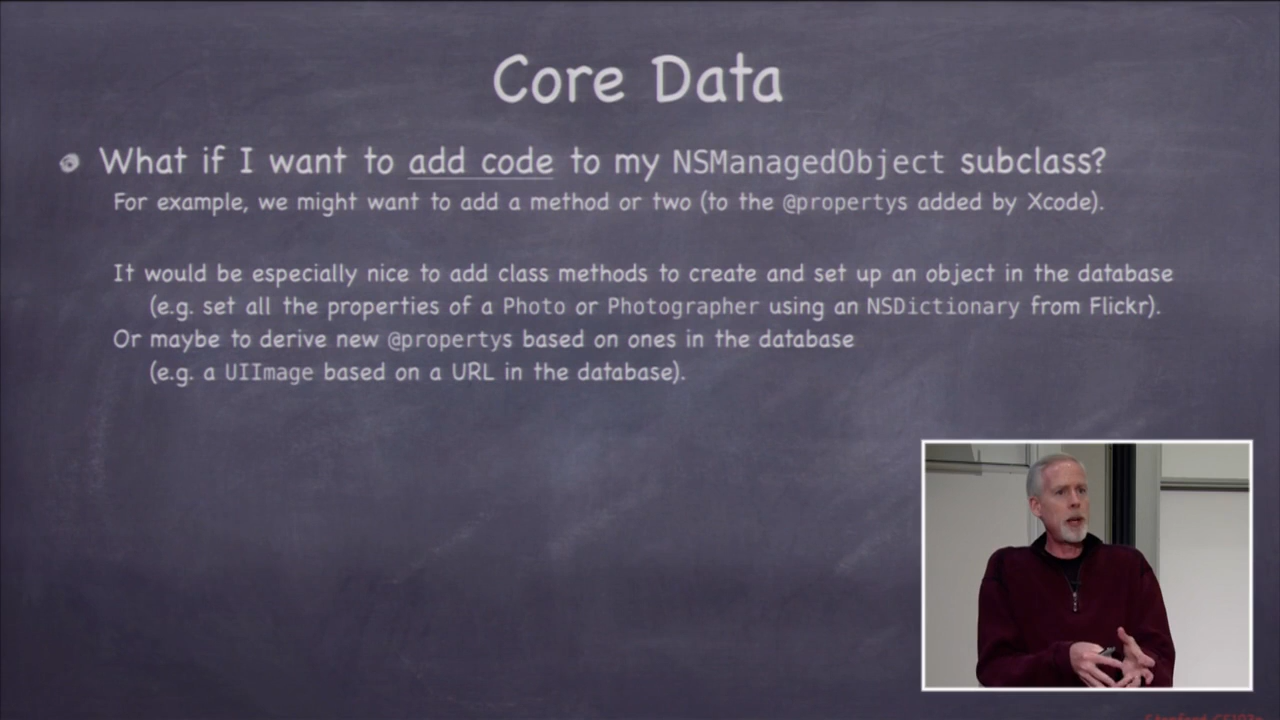 Core Data
What if I want to add code to my NSManagedObject subclass?
For example, we might want to add a method or two (to the @propertys added by Xcode).
It would be especially nice to add class methods to create and set up an object in the database
(e.g. set all the properties of a Photo or Photographer using an NSDictionary from Flickr).
Or maybe to derive new @propertys based on ones in the database
(e.g. a UIImage based on a URL in the database).